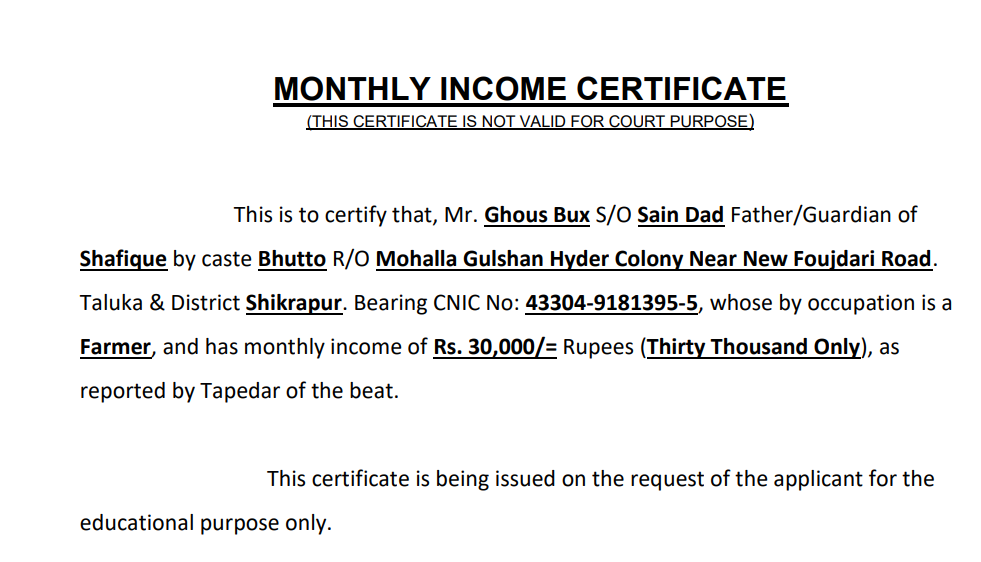 MONTHLY INCOME CERTIFICATE
(THIS CERTIFICATE IS NOT VALID FOR COURT PURPOSE)
This is to certify that, Mr. Ghous Bux S/O Sain Dad Father/Guardian of
Shafique by caste Bhutto R/O Mohalla Gulshan Hyder Colony Near New Foujdari Road.
Taluka & District Shikrapur. Bearing CNIC No: 43304-9181395-5, whose by occupation is a
Farmer, and has monthly income of Rs. 30,000/= Rupees (Thirty Thousand Only), as
reported by Tapedar of the beat.
This certificate is being issued on the request of the applicant for the
educational purpose only.